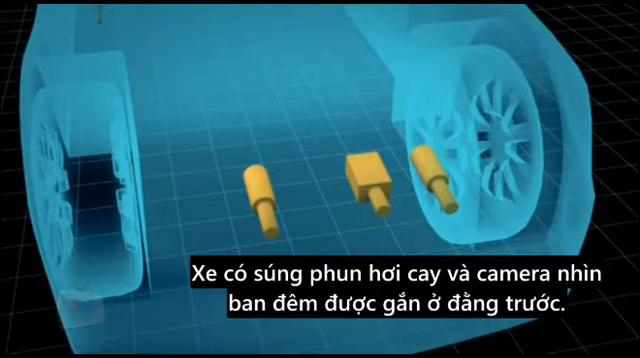 Xe có súng phun hơi cay và camera nhìn
ban đêm được gắn ở đằng trước.